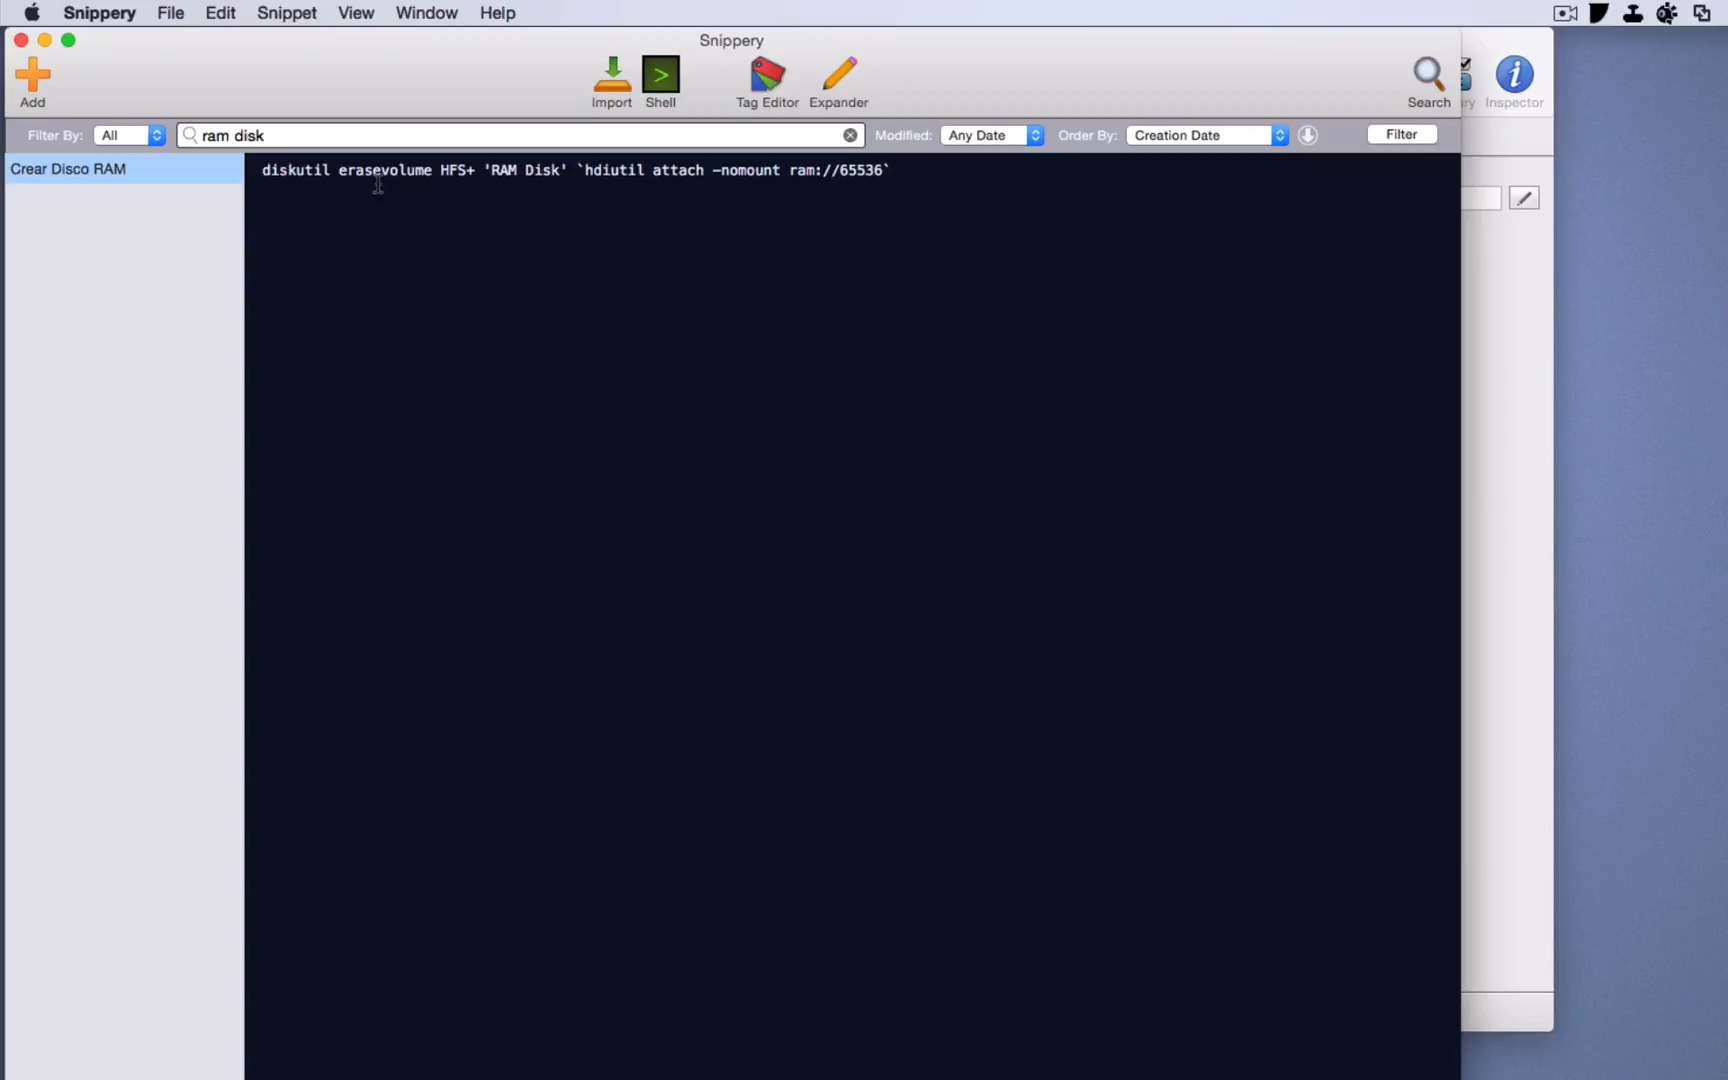 Snippery File Edit Snippet View Window Help
Snippery
Add Import Shell Tag Editor Expander Search ry Inspector
Filter By: All ram disk Modified: Any Date Order By: Creation Date Filter
Crear Disco RAM
diskutil erasevolume HFS+ 'RAM Disk' `hdiutil attach -nomount ram://65536`